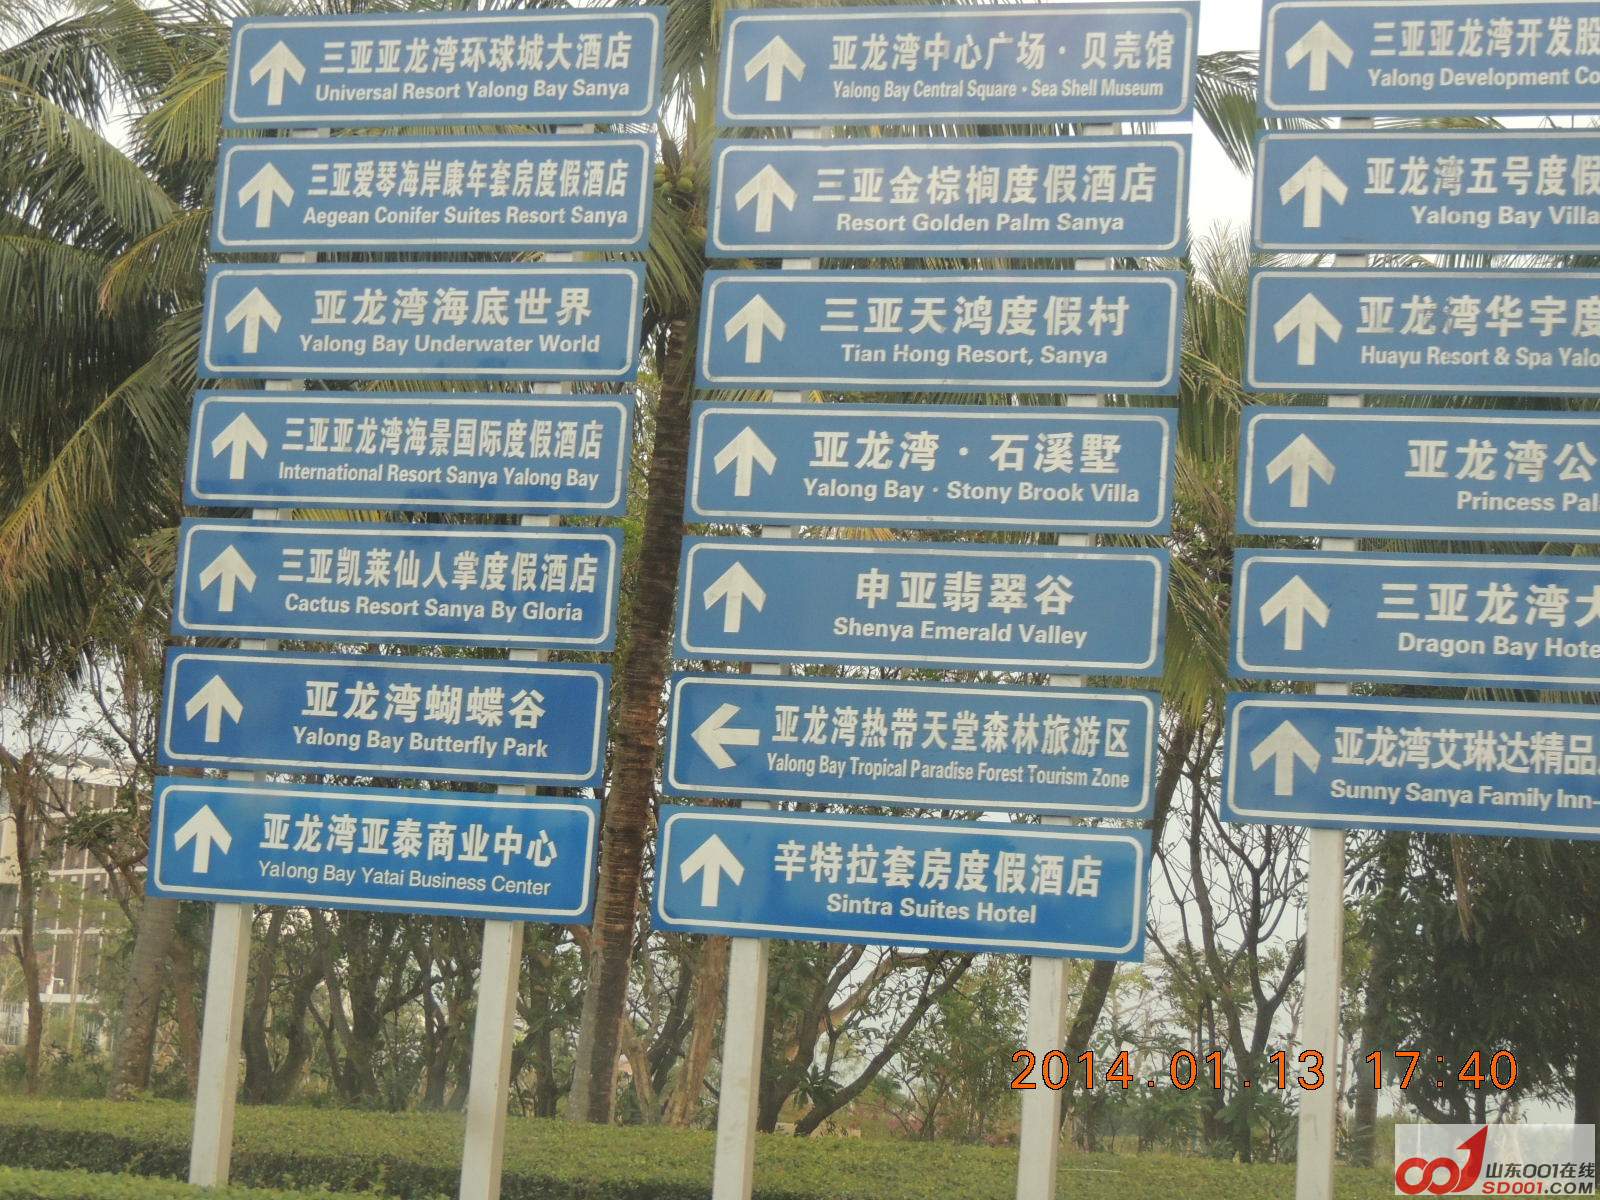 三亚亚龙湾环球城大酒店
Universal Resort Yalong Bay Sanya
三亚爱琴海岸康年套房度假酒店
Aegean Conifer Suites Resort Sanya
亚龙湾海底世界
Yalong Bay Underwater World
三亚亚龙湾海景国际度假酒店
International Resort Sanya Yalong Bay
三亚凯莱仙人掌度假酒店
Cactus Resort Sanya By Gloria
亚龙湾蝴蝶谷
Yalong Bay Butterfly Park
亚龙湾亚泰商业中心
Yalong Bay Yatai Business Center
亚龙湾中心广场·贝壳馆
Yalong Bay Central Square·Sea Shell Museum
三亚金棕榈度假酒店
Resort Golden Palm Sanya
三亚天鸿度假村
Tian Hong Resort, Sanya
亚龙湾·石溪墅
Yalong Bay·Stony Brook Villa
申亚翡翠谷
Shenya Emerald Valley
亚龙湾热带天堂森林旅游区
Yalong Bay Tropical Paradise Forest Tourism Zone
辛特拉套房度假酒店
Sintra Suites Hotel
三亚亚龙湾开发股
Yalong Development Co
亚龙湾五号度假
Yalong Bay Villa
亚龙湾华宇度
Huayu Resort & Spa Yalo
亚龙湾公
Princess Pal
三亚龙湾大
Dragon Bay Hote
亚龙湾艾琳达精品
Sunny Sanya Family Inn-
2014.01.13 17:40
山东001在线
SD001.COM